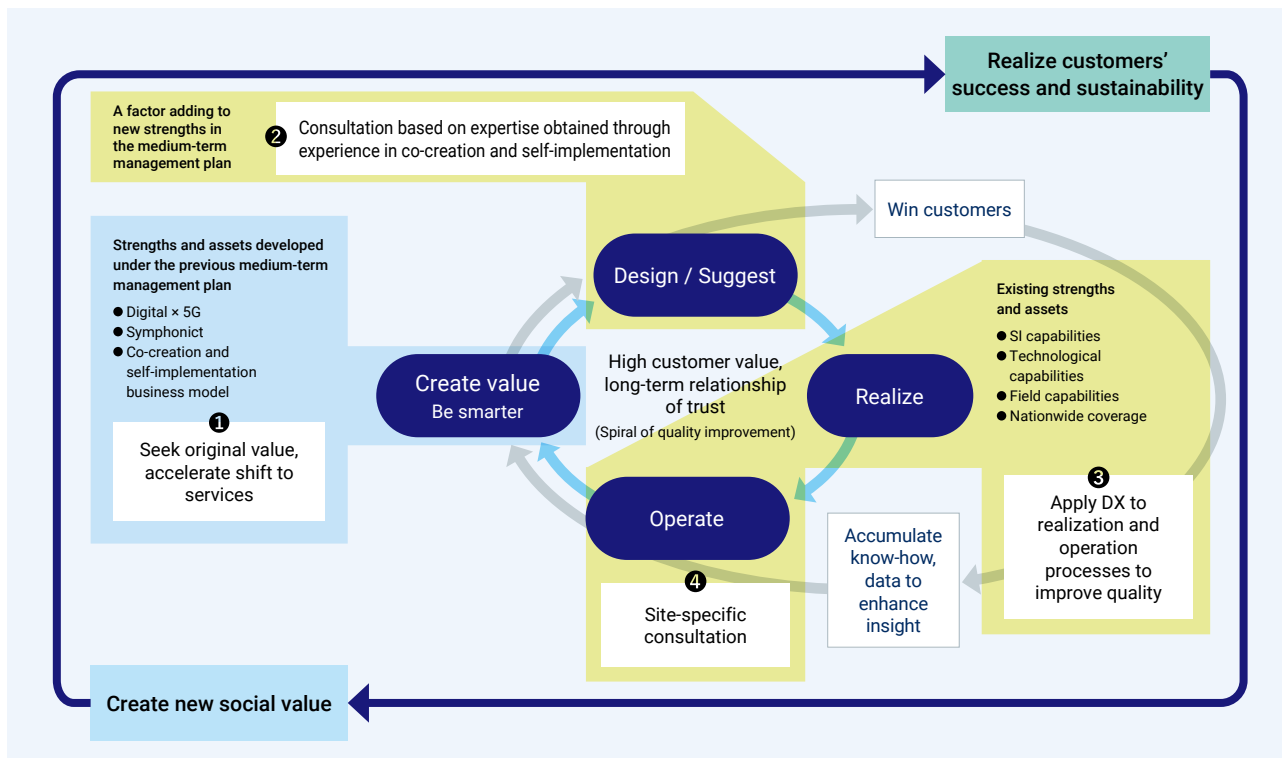 Realize customers’
success and sustainability
A factor adding to
new strengths in
the medium-term
management plan
❷
Consultation based on expertise obtained through
experience in co-creation and self-implementation
Win customers
Strengths and assets developed
under the previous medium-term
management plan
● Digital × 5G
● Symphonict
● Co-creation and
self-implementation
business model
❶
Seek original value,
accelerate shift to
services
Design / Suggest
Create value
Be smarter
High customer value,
long-term relationship
of trust
(Spiral of quality improvement)
Realize
Existing strengths
and assets
● SI capabilities
● Technological
capabilities
● Field capabilities
● Nationwide coverage
❸
Apply DX to
realization and
operation
processes to
improve quality
Operate
Accumulate
know-how,
data to
enhance
insight
❹
Site-specific
consultation
Create new social value